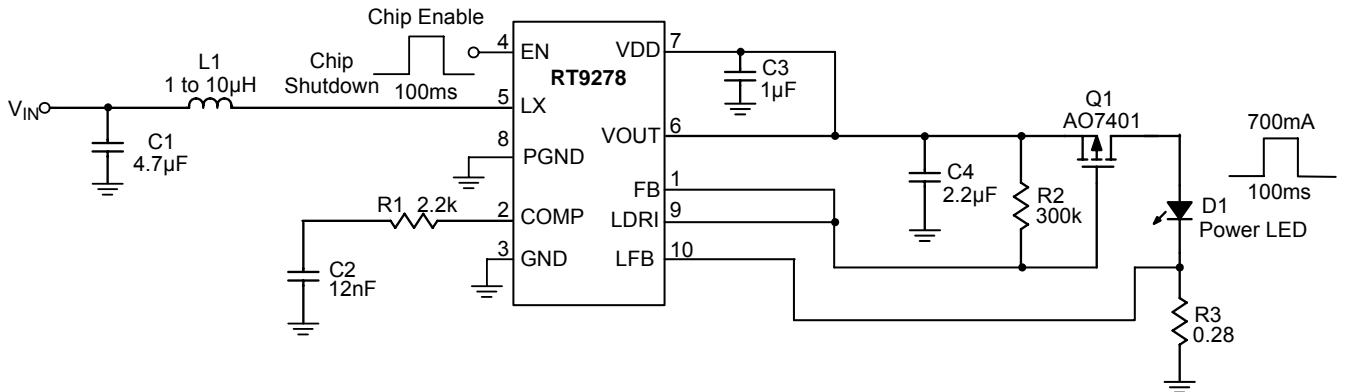 Chip Enable
L1
1 to 10µH
Chip
Shutdown
100ms
VIN
C1
4.7µF
RT9278
4
EN
5
LX
8
PGND
R1 2.2k
2
COMP
3
GND
C2
12nF
VDD
7
C3
1µF
VOUT
6
FB
1
LDRI
9
LFB
10
C4
2.2µF
R2
300k
Q1
AO7401
700mA
100ms
D1
Power LED
R3
0.28